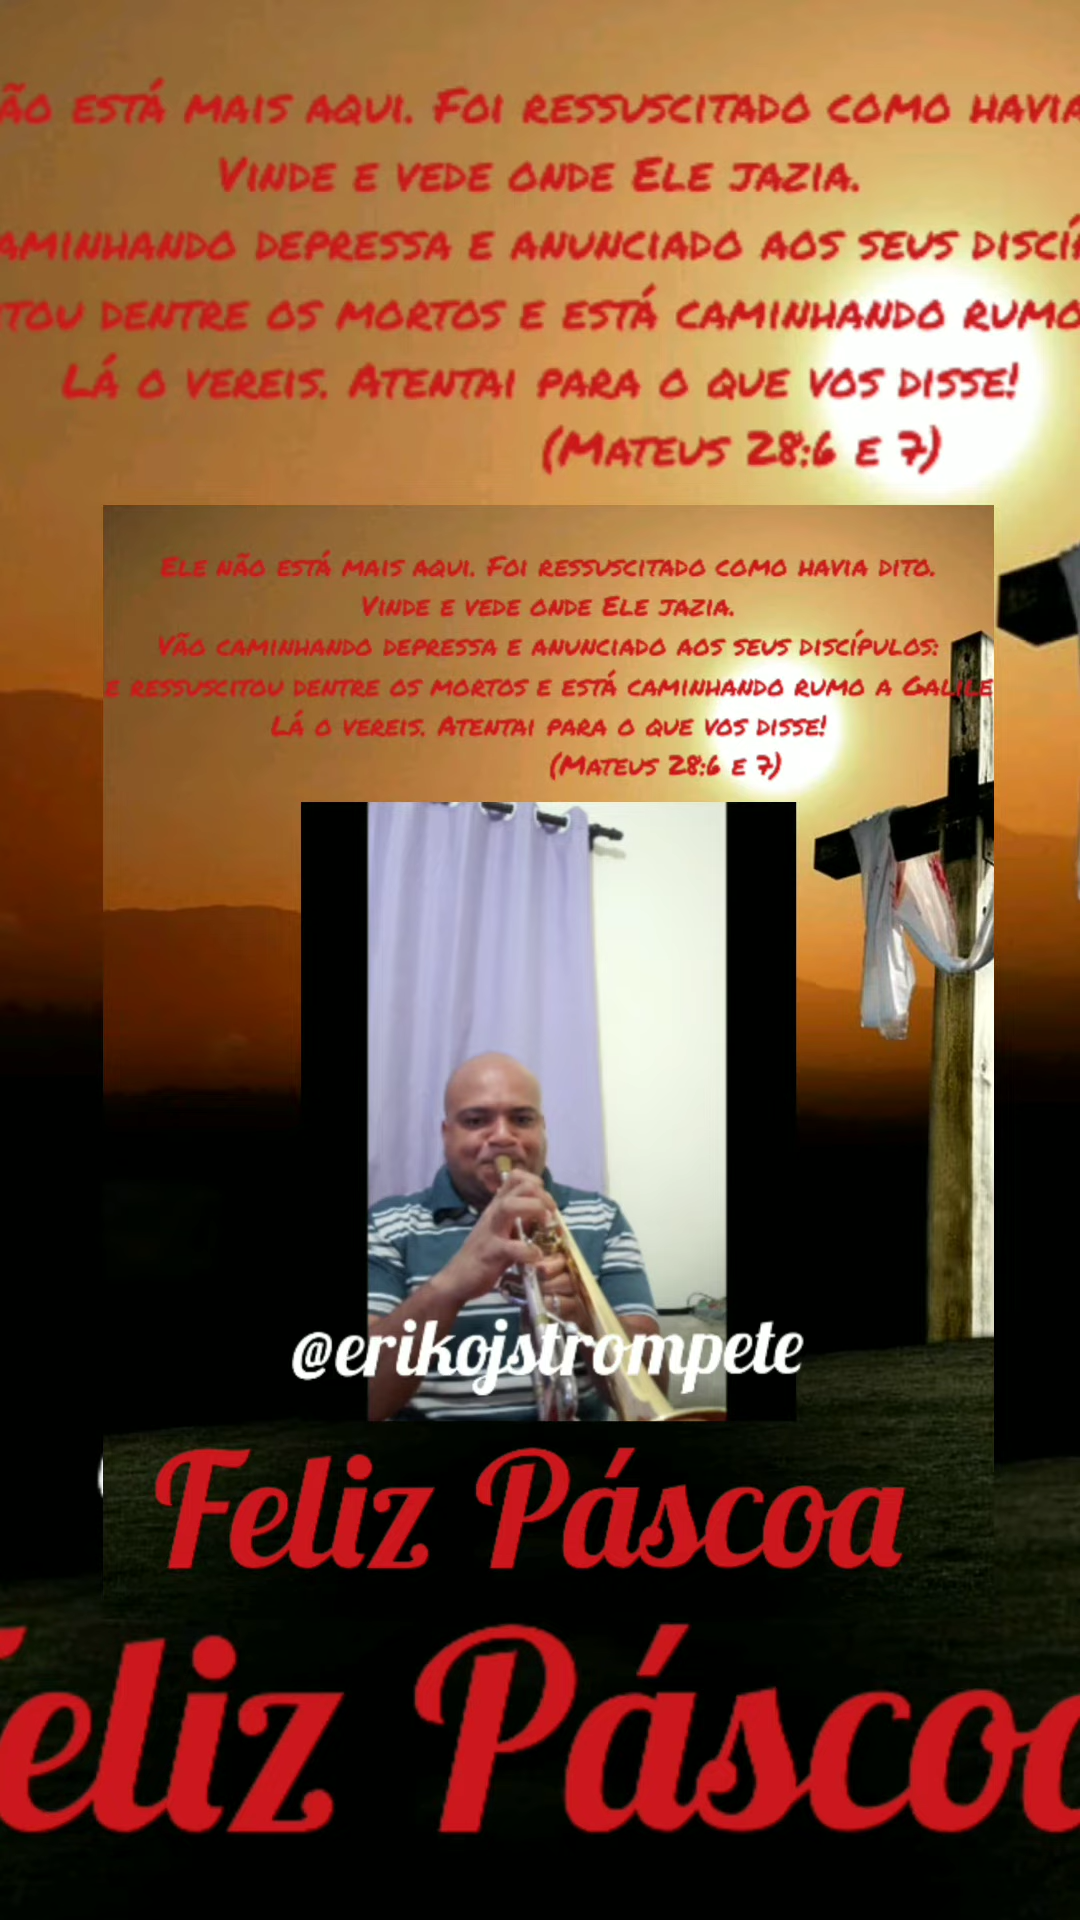 ão está mais aqui. Foi ressuscitado como havia
Vinde e vede onde Ele jazia.
aminhando depressa e anunciado aos seus discí
tou dentre os mortos e está caminhando rumo
Lá o vereis. Atentai para o que vos disse!
(Mateus 28:6 e 7)
Ele não está mais aqui. Foi ressuscitado como havia dito.
Vinde e vede onde Ele jazia.
Vão caminhando depressa e anunciado aos seus discípulos:
e ressuscitou dentre os mortos e está caminhando rumo a Galile
Lá o vereis. Atentai para o que vos disse!
(Mateus 28:6 e 7)
@erikojstrompete
Feliz Páscoa
Feliz Páscoa